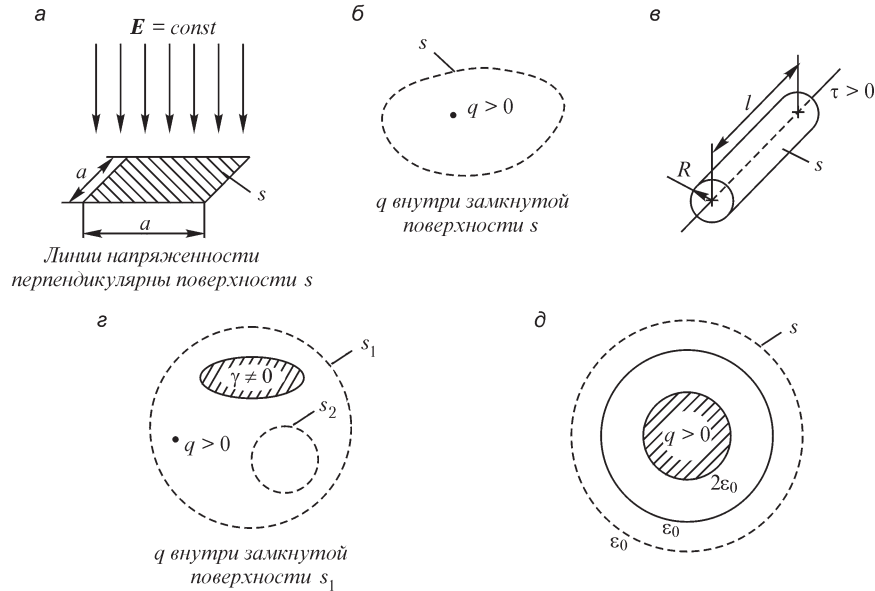 а
E = const
a
a
s
Линии напряженности
перпендикулярны поверхности s
б
s
q > 0
q внутри замкнутой
поверхности s
в
l
τ > 0
R
s
г
s₁
γ ≠ 0
s₂
q > 0
q внутри замкнутой
поверхности s₁
д
s
q > 0
2ε₀
ε₀
ε₀